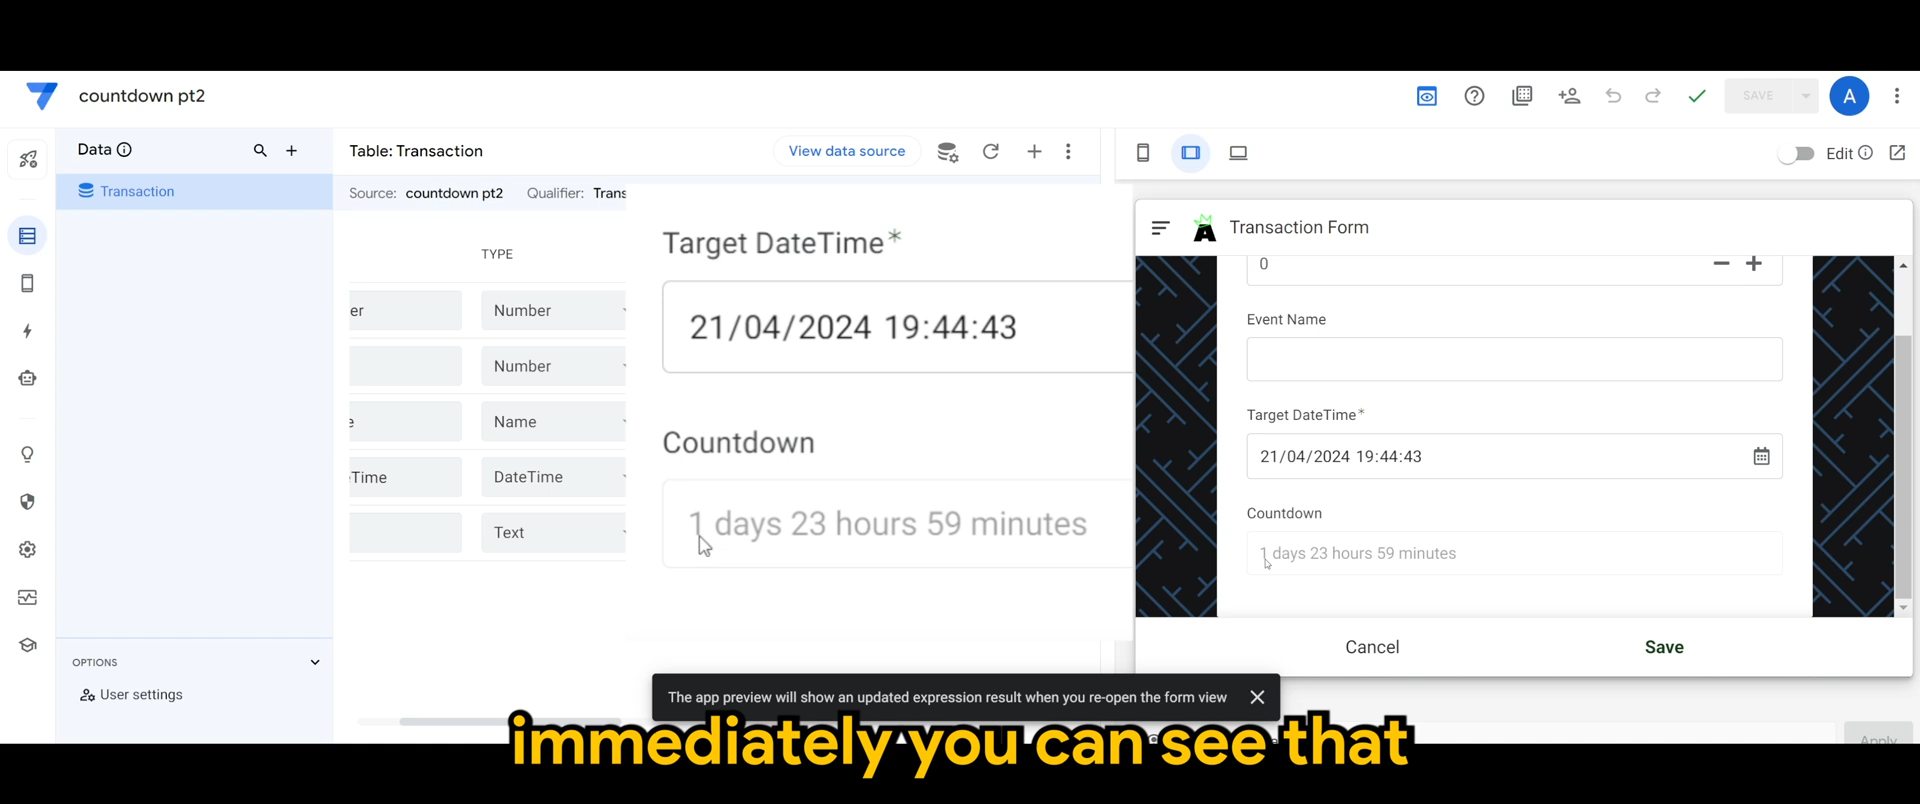 countdown pt2
SAVE
A
Data
Table: Transaction
View data source
Edit
Transaction
Source: countdown pt2 Qualifier: Trans
TYPE
er Number
Number
e Name
Time DateTime
Text
Target DateTime*
21/04/2024 19:44:43
Countdown
1 days 23 hours 59 minutes
Transaction Form
0
Event Name
Target DateTime*
21/04/2024 19:44:43
Countdown
1 days 23 hours 59 minutes
Cancel Save
OPTIONS
User settings
The app preview will show an updated expression result when you re-open the form view
Apply
immediately you can see that